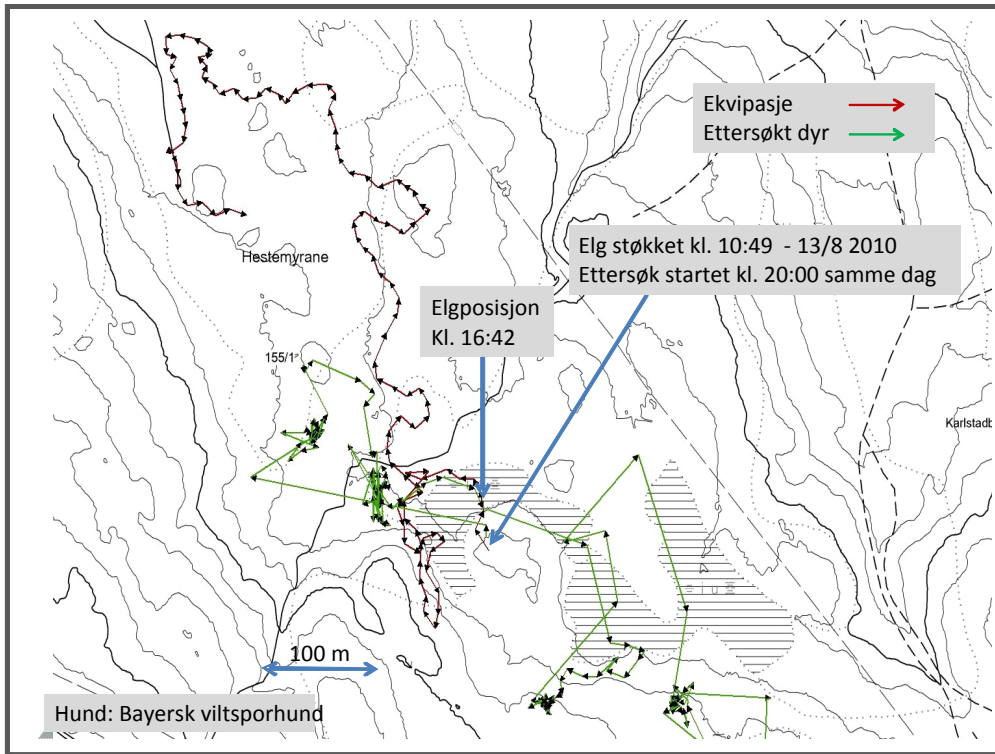 Ekvipasje
Ettersøkt dyr
Elg støkket kl. 10:49 - 13/8 2010
Ettersøk startet kl. 20:00 samme dag
Hestemyrane
Elgposisjon
Kl. 16:42
155/1
Karlstadb
100 m
Hund: Bayersk viltsporhund